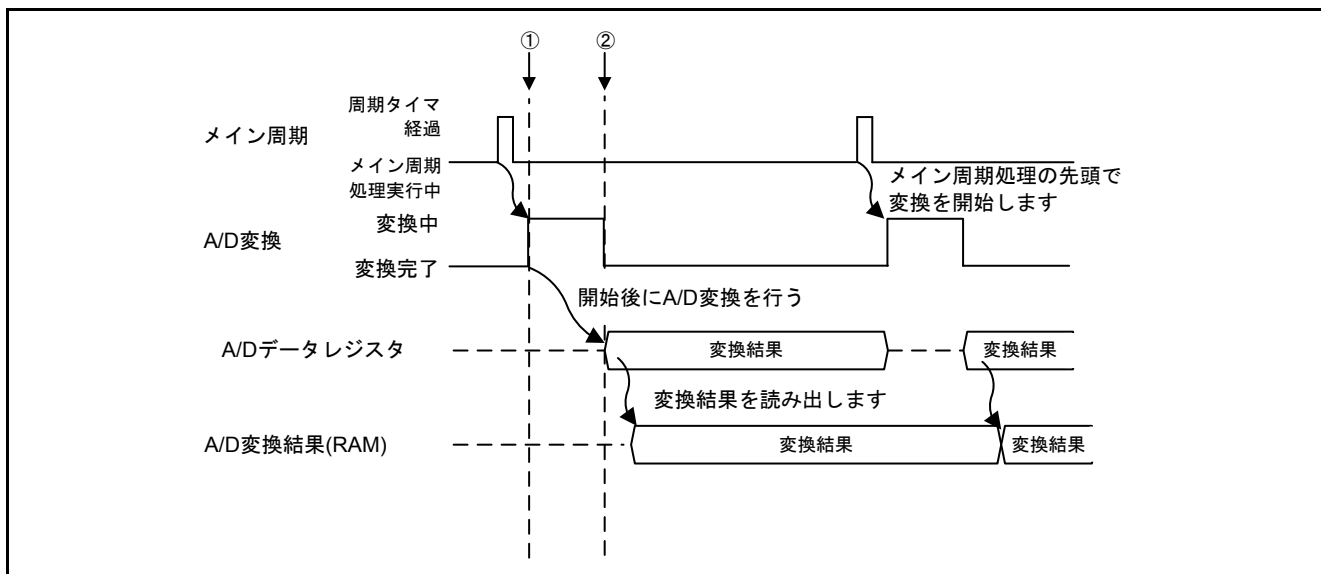 ① ②
周期タイマ
経過
メイン周期
メイン周期
処理実行中
メイン周期処理の先頭で
変換を開始します
変換中
A/D変換
変換完了
開始後にA/D変換を行う
A/Dデータレジスタ
変換結果
変換結果
変換結果を読み出します
A/D変換結果(RAM)
変換結果
変換結果